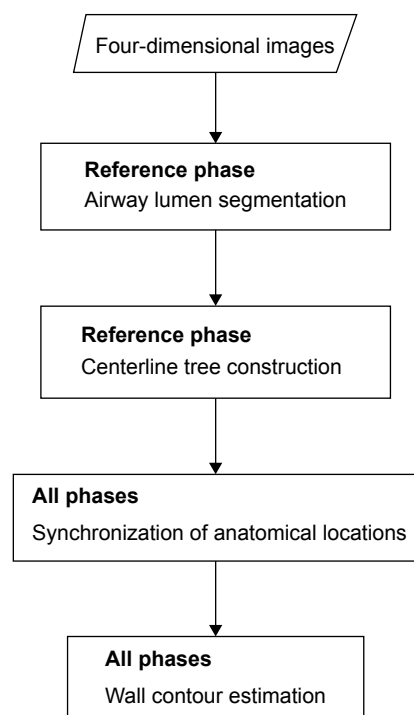 Four-dimensional images
Reference phase
Airway lumen segmentation
Reference phase
Centerline tree construction
All phases
Synchronization of anatomical locations
All phases
Wall contour estimation